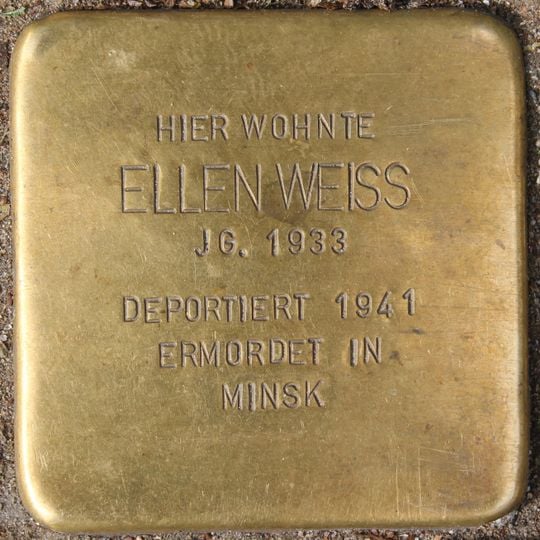 HIER WOHNTE
ELLEN WEISS
JG. 1933
DEPORTIERT 1941
ERMORDET IN
MINSK